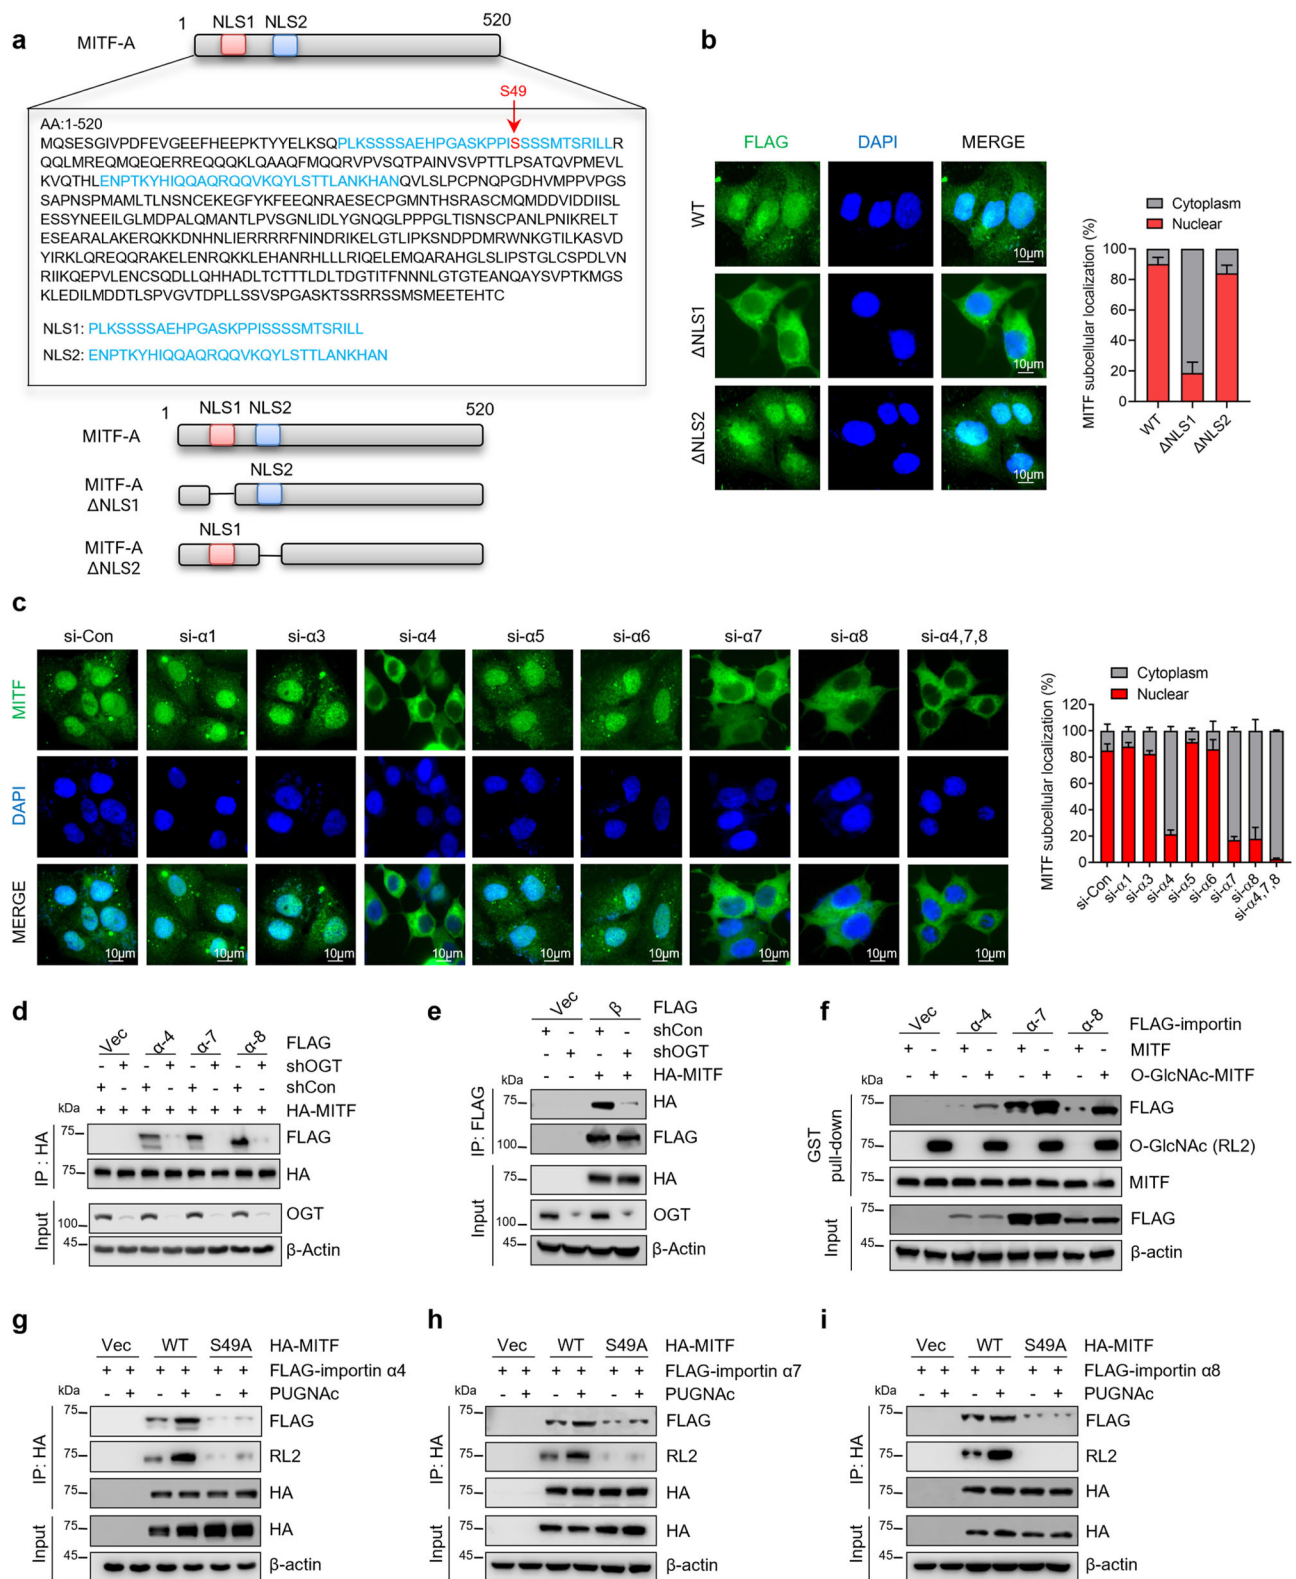 a
1 NLS1 NLS2 520
MITF-A
S49
AA:1-520
MQSESGIVPDFEVGEEFHEEPKTYYELKSQPLKSSSSAEHPGASKPPISSSSMTSRILLR
QQLMREQMQEQERREQQQKLQAAQFMQQRVPVSQTPAINVSVPTTLPSATQVPMEVL
KVQTHLENPTKYHIQQAQRQQVKQYLSTTLANKHANQVLSLPCPNQPGDHVMPPVPGS
SAPNSPMAMLTLNSNCEKEGFYKFEEQNRAESECPGMNTHSRASCMQMDDVIDDIISL
ESSYNEEILGLMDPALQMANTLPVSGNLIDLYGNQGLPPPGLTISNSCPANLPNIKRELT
ESEARALAKERQKKDNHNLIERRRRFNINDRIKELGTLIPKSNDPDMRWNKGTILKASVD
YIRKLQREQQRAKELENRQKKLEHANRHLLLRIQELEMQARAHGLSLIPSTGLCSPDLVN
RIIKQEPVLENCSQDLLQHHADLTCTTTLDLTDGTITFNNNLGTGTEANQAYSVPTKMGS
KLEDILMDDTLSPVGVTDPLLSSVSPGASKTSSRRSSMSMEETEHTC
NLS1: PLKSSSSAEHPGASKPPISSSSMTSRILL
NLS2: ENPTKYHIQQAQRQQVKQYLSTTLANKHAN
1 NLS1 NLS2 520
MITF-A
NLS2
MITF-A
ΔNLS1
NLS1
MITF-A
ΔNLS2
b
FLAG DAPI MERGE
WT
10μm
ΔNLS1
10μm
ΔNLS2
10μm
Cytoplasm
Nuclear
MITF subcellular localization (%)
100
80
60
40
20
0
WT ΔNLS1 ΔNLS2
c
si-Con si-α1 si-α3 si-α4 si-α5 si-α6 si-α7 si-α8 si-α4,7,8
MITF
DAPI
MERGE
10μm 10μm 10μm 10μm 10μm 10μm 10μm 10μm 10μm
Cytoplasm
Nuclear
MITF subcellular localization (%)
120
100
80
60
40
20
0
si-Con si-α1 si-α3 si-α4 si-α5 si-α6 si-α7 si-α8 si-α4,7,8
d
Vec α-4 α-7 α-8 FLAG
- + - + - + - + shOGT
+ - + - + - + - shCon
kDa + + + + + + + + HA-MITF
IP : HA
75 FLAG
75 HA
Input
100 OGT
45 β-Actin
e
Vec β FLAG
+ - + - shCon
- + - + shOGT
- - + + HA-MITF
kDa
IP: FLAG
75 HA
100 FLAG
Input
75 HA
100 OGT
45 β-Actin
f
Vec α-4 α-7 α-8 FLAG-importin
+ - + - + - + - MITF
- + - + - + - + O-GlcNAc-MITF
kDa
GST pull-down
75 FLAG
75 O-GlcNAc (RL2)
75 MITF
Input
75 FLAG
45 β-actin
g
Vec WT S49A HA-MITF
+ + + + + + FLAG-importin α4
- + - + - + PUGNAc
kDa
IP: HA
75 FLAG
75 RL2
75 HA
Input
75 HA
45 β-actin
h
Vec WT S49A HA-MITF
+ + + + + + FLAG-importin α7
- + - + - + PUGNAc
kDa
IP: HA
75 FLAG
75 RL2
75 HA
Input
75 HA
45 β-actin
i
Vec WT S49A HA-MITF
+ + + + + + FLAG-importin α8
- + - + - + PUGNAc
kDa
IP: HA
75 FLAG
75 RL2
75 HA
Input
75 HA
45 β-actin